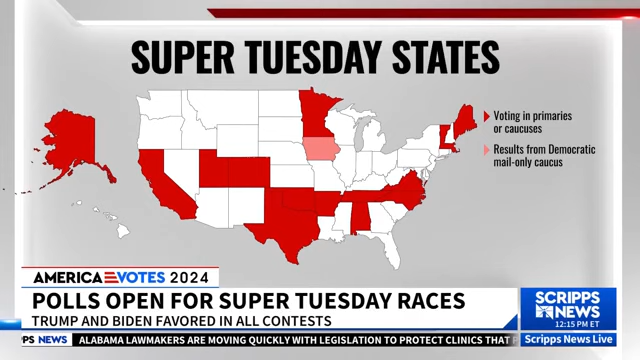 SUPER TUESDAY STATES
Voting in primaries
or caucuses
Results from Democratic
mail-only caucus
AMERICA VOTES 2024
POLLS OPEN FOR SUPER TUESDAY RACES
TRUMP AND BIDEN FAVORED IN ALL CONTESTS
SCRIPPS
NEWS
12:15 PM ET
PPS NEWS ALABAMA LAWMAKERS ARE MOVING QUICKLY WITH LEGISLATION TO PROTECT CLINICS THAT P
Scripps News Live